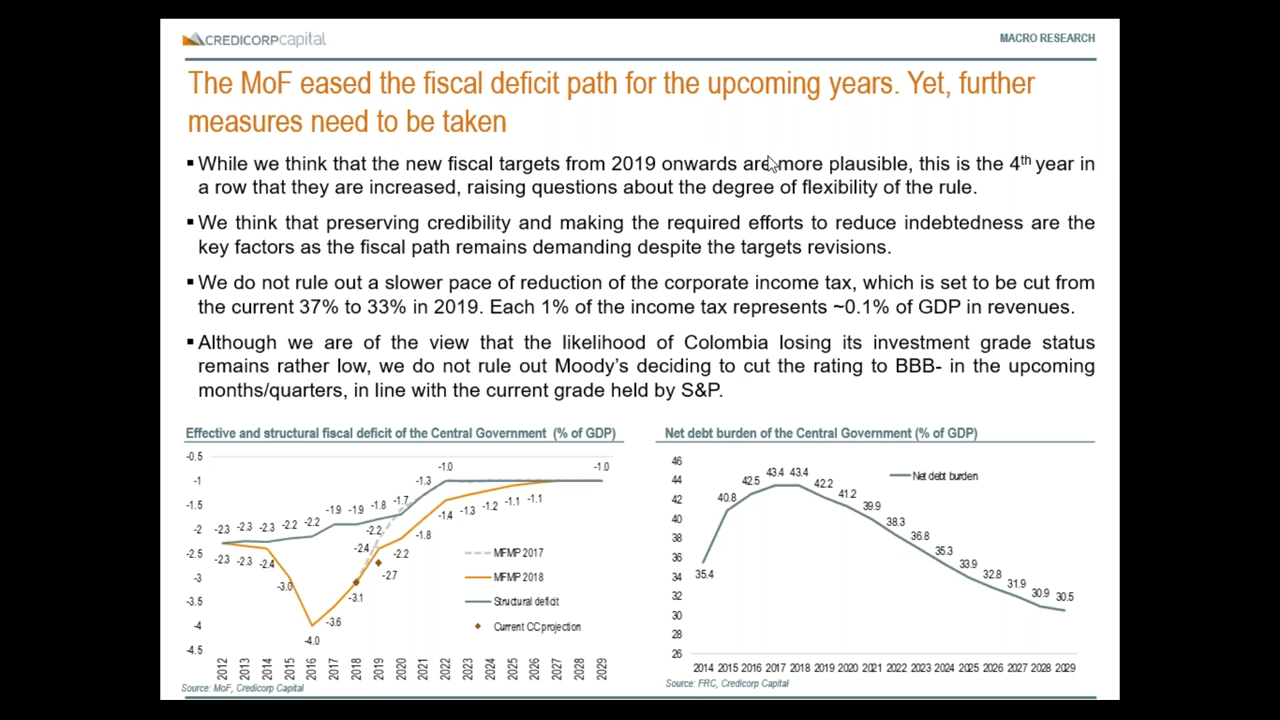 CREDICORPcapital
MACRO RESEARCH
The MoF eased the fiscal deficit path for the upcoming years. Yet, further
measures need to be taken
▪ While we think that the new fiscal targets from 2019 onwards are more plausible, this is the 4th year in
a row that they are increased, raising questions about the degree of flexibility of the rule.
▪ We think that preserving credibility and making the required efforts to reduce indebtedness are the
key factors as the fiscal path remains demanding despite the targets revisions.
▪ We do not rule out a slower pace of reduction of the corporate income tax, which is set to be cut from
the current 37% to 33% in 2019. Each 1% of the income tax represents ~0.1% of GDP in revenues.
▪ Although we are of the view that the likelihood of Colombia losing its investment grade status
remains rather low, we do not rule out Moody's deciding to cut the rating to BBB- in the upcoming
months/quarters, in line with the current grade held by S&P.
Effective and structural fiscal deficit of the Central Government (% of GDP)
-0.5
-1
-1.5
-2
-2.5
-3
-3.5
-4
-4.5
-2.3 -2.3 -2.3 -2.2 -2.2 -1.9 -1.9 -1.8 -1.7 -1.3 -1.0 -1.0
-2.2
-2.3 -2.3 -2.4 -3.0 -4.0 -3.6 -3.1 -2.4 -2.2 -1.8 -1.4 -1.3 -1.2 -1.1 -1.1
-2.7
MFMP 2017
MFMP 2018
Structural deficit
Current CC projection
2012 2013 2014 2015 2016 2017 2018 2019 2020 2021 2022 2023 2024 2025 2026 2027 2028 2029
Source: MoF, Credicorp Capital
Net debt burden of the Central Government (% of GDP)
46
44
42
40
38
36
34
32
30
28
26
35.4 40.8 42.5 43.4 43.4 42.2 41.2 39.9 38.3 36.8 35.3 33.9 32.8 31.9 30.9 30.5
Net debt burden
2014 2015 2016 2017 2018 2019 2020 2021 2022 2023 2024 2025 2026 2027 2028 2029
Source: FRC, Credicorp Capital